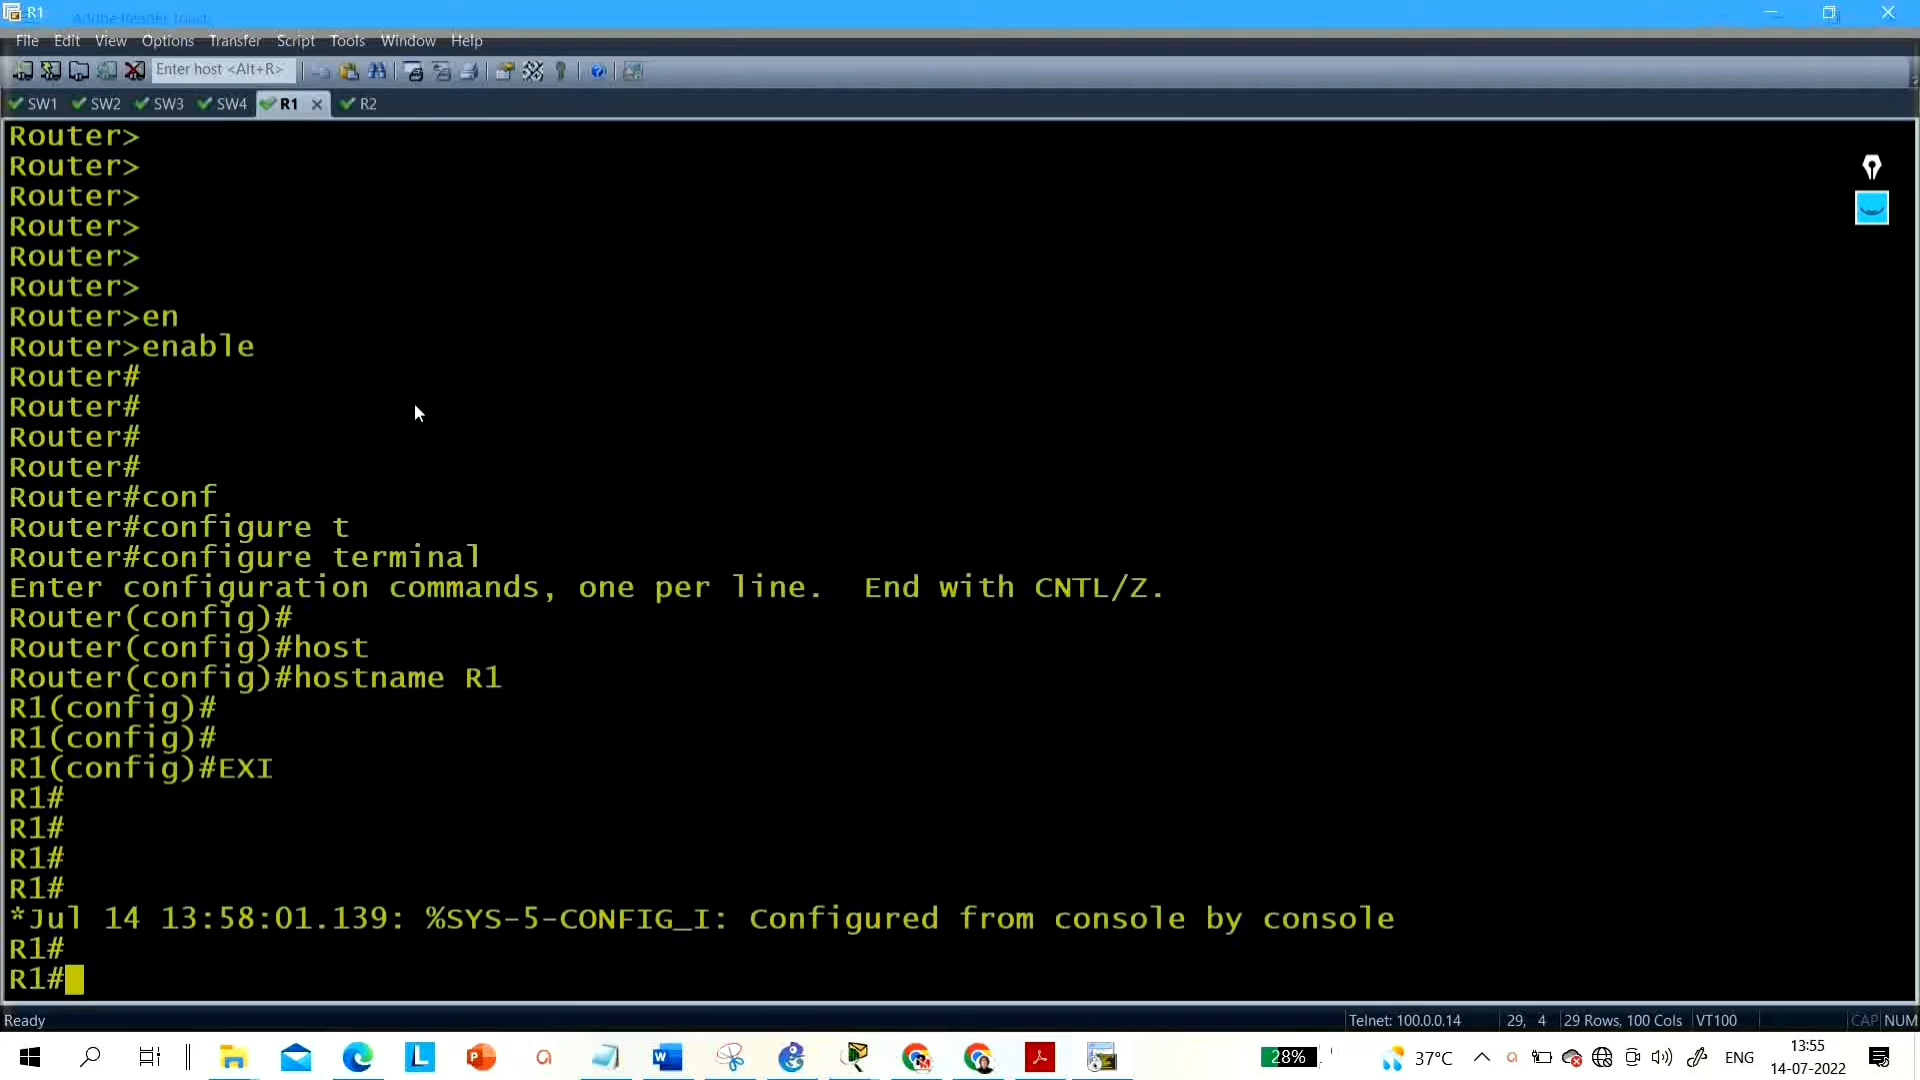 R1
File Edit View Options Transfer Script Tools Window Help
Enter host <Alt+R>
SW1 SW2 SW3 SW4 R1 R2
Router>
Router>
Router>
Router>
Router>
Router>
Router>en
Router>enable
Router#
Router#
Router#
Router#
Router#conf
Router#configure t
Router#configure terminal
Enter configuration commands, one per line.  End with CNTL/Z.
Router(config)#
Router(config)#host
Router(config)#hostname R1
R1(config)#
R1(config)#
R1(config)#EXI
R1#
R1#
R1#
R1#
*Jul 14 13:58:01.139: %SYS-5-CONFIG_I: Configured from console by console
R1#
R1#
Ready Telnet: 100.0.0.14 29, 4 29 Rows, 100 Cols VT100 CAP NUM
28% 37°C ENG 13:55
14-07-2022